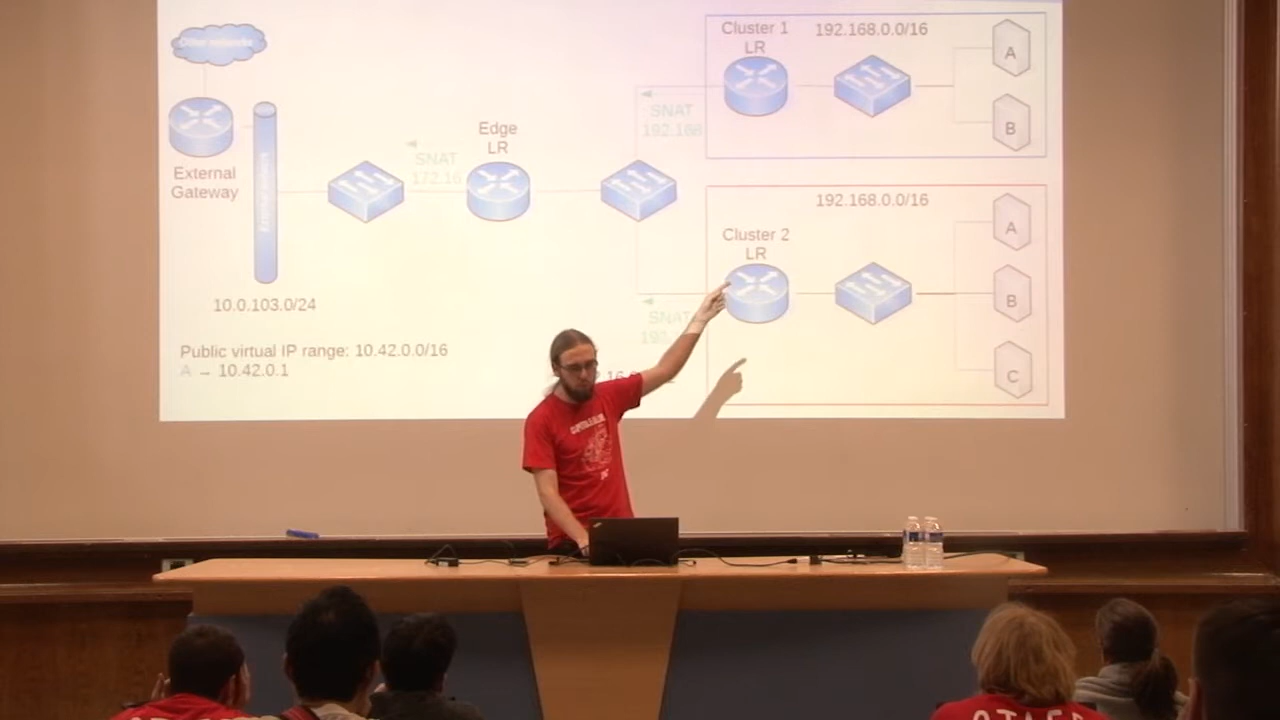 Other networks
External
Gateway
10.0.103.0/24
Public virtual IP range: 10.42.0.0/16
A → 10.42.0.1
SNAT
172.16
Edge
LR
SNAT
192.168
Cluster 1
LR
192.168.0.0/16
A
B
Cluster 2
LR
192.168.0.0/16
A
B
C
SNAT